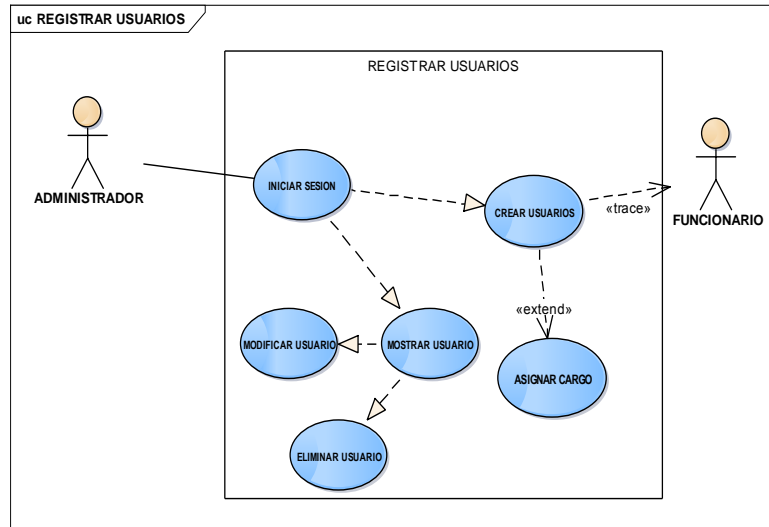 uc REGISTRAR USUARIOS
REGISTRAR USUARIOS
ADMINISTRADOR
INICIAR SESION
CREAR USUARIOS
«trace»
FUNCIONARIO
«extend»
MODIFICAR USUARIO
MOSTRAR USUARIO
ASIGNAR CARGO
ELIMINAR USUARIO